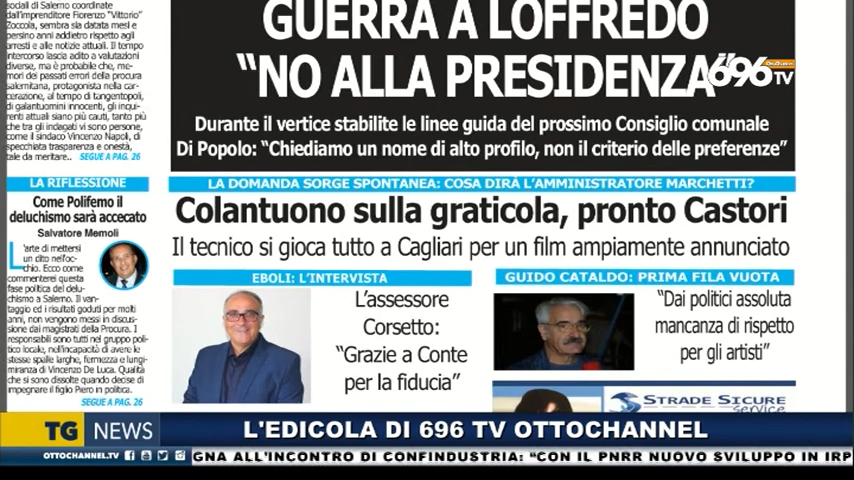 sociali di Salerno coordinate
dall'imprenditore Fiorenzo "Vittorio"
Zoccola, sembra sia datata mesi e
persino anni addietro rispetto agli
arresti e alle notizie attuali. Il tempo
intercorso lascia adito a valutazioni
diverse, ma è probabile che, me-
mori dei passati errori della procura
salernitana, protagonista nella car-
cerazione, al tempo di tangentopoli,
di galantuomini innocenti, gli inqui-
renti attuali siano più cauti, tanto più
che tra gli indagati vi sono persone,
come il sindaco Vincenzo Napoli, di
specchiata trasparenza e onestà,
tale da meritare.. SEGUE A PAG. 26
LA RIFLESSIONE
Come Polifemo il
deluchismo sarà accecato
Salvatore Memoli
L'arte di mettersi
un dito nell'oc-
chio. Ecco come
commenterei questa
fase politica del delu-
chismo a Salerno. Il van-
taggio ed i risultati goduti per molti
anni, non vengono messi in discus-
sione dai magistrati della Procura. I
responsabili sono tutti nel gruppo poli-
tico locale, nell'incapacità di avere le
stesse spalle larghe, fermezza e lungi-
miranza di Vincenzo De Luca. Qualità
che si sono dissolte quando decise di
impegnare il figlio Piero in politica.
SEGUE A PAG. 26
GUERRA A LOFFREDO
"NO ALLA PRESIDENZA"
696 TV
Durante il vertice stabilite le linee guida del prossimo Consiglio comunale
Di Popolo: "Chiediamo un nome di alto profilo, non il criterio delle preferenze"
LA DOMANDA SORGE SPONTANEA: COSA DIRÀ L'AMMINISTRATORE MARCHETTI?
Colantuono sulla graticola, pronto Castori
Il tecnico si gioca tutto a Cagliari per un film ampiamente annunciato
EBOLI: L'INTERVISTA
L'assessore
Corsetto:
"Grazie a Conte
per la fiducia"
GUIDO CATALDO: PRIMA FILA VUOTA
"Dai politici assoluta
mancanza di rispetto
per gli artisti"
STRADE SICURE
service
TG NEWS
L'EDICOLA DI 696 TV OTTOCHANNEL
OTTOCHANNEL.TV
GNA ALL'INCONTRO DI CONFINDUSTRIA: "CON IL PNRR NUOVO SVILUPPO IN IRP